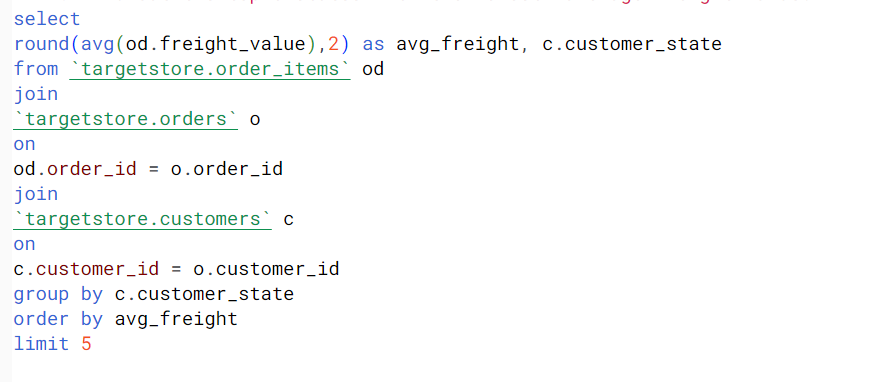 select
round(avg(od.freight_value),2) as avg_freight, c.customer_state
from `targetstore.order_items` od
join
`targetstore.orders` o
on
od.order_id = o.order_id
join
`targetstore.customers` c
on
c.customer_id = o.customer_id
group by c.customer_state
order by avg_freight
limit 5